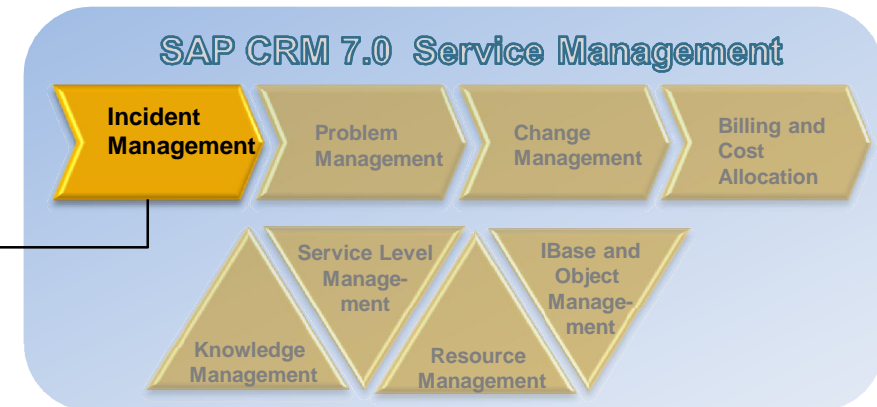 SAP CRM 7.0 Service Management
Incident
Management
Problem
Management
Change
Management
Billing and
Cost
Allocation
Knowledge
Management
Service Level
Manage-
ment
Resource
Management
IBase and
Object
Manage-
ment